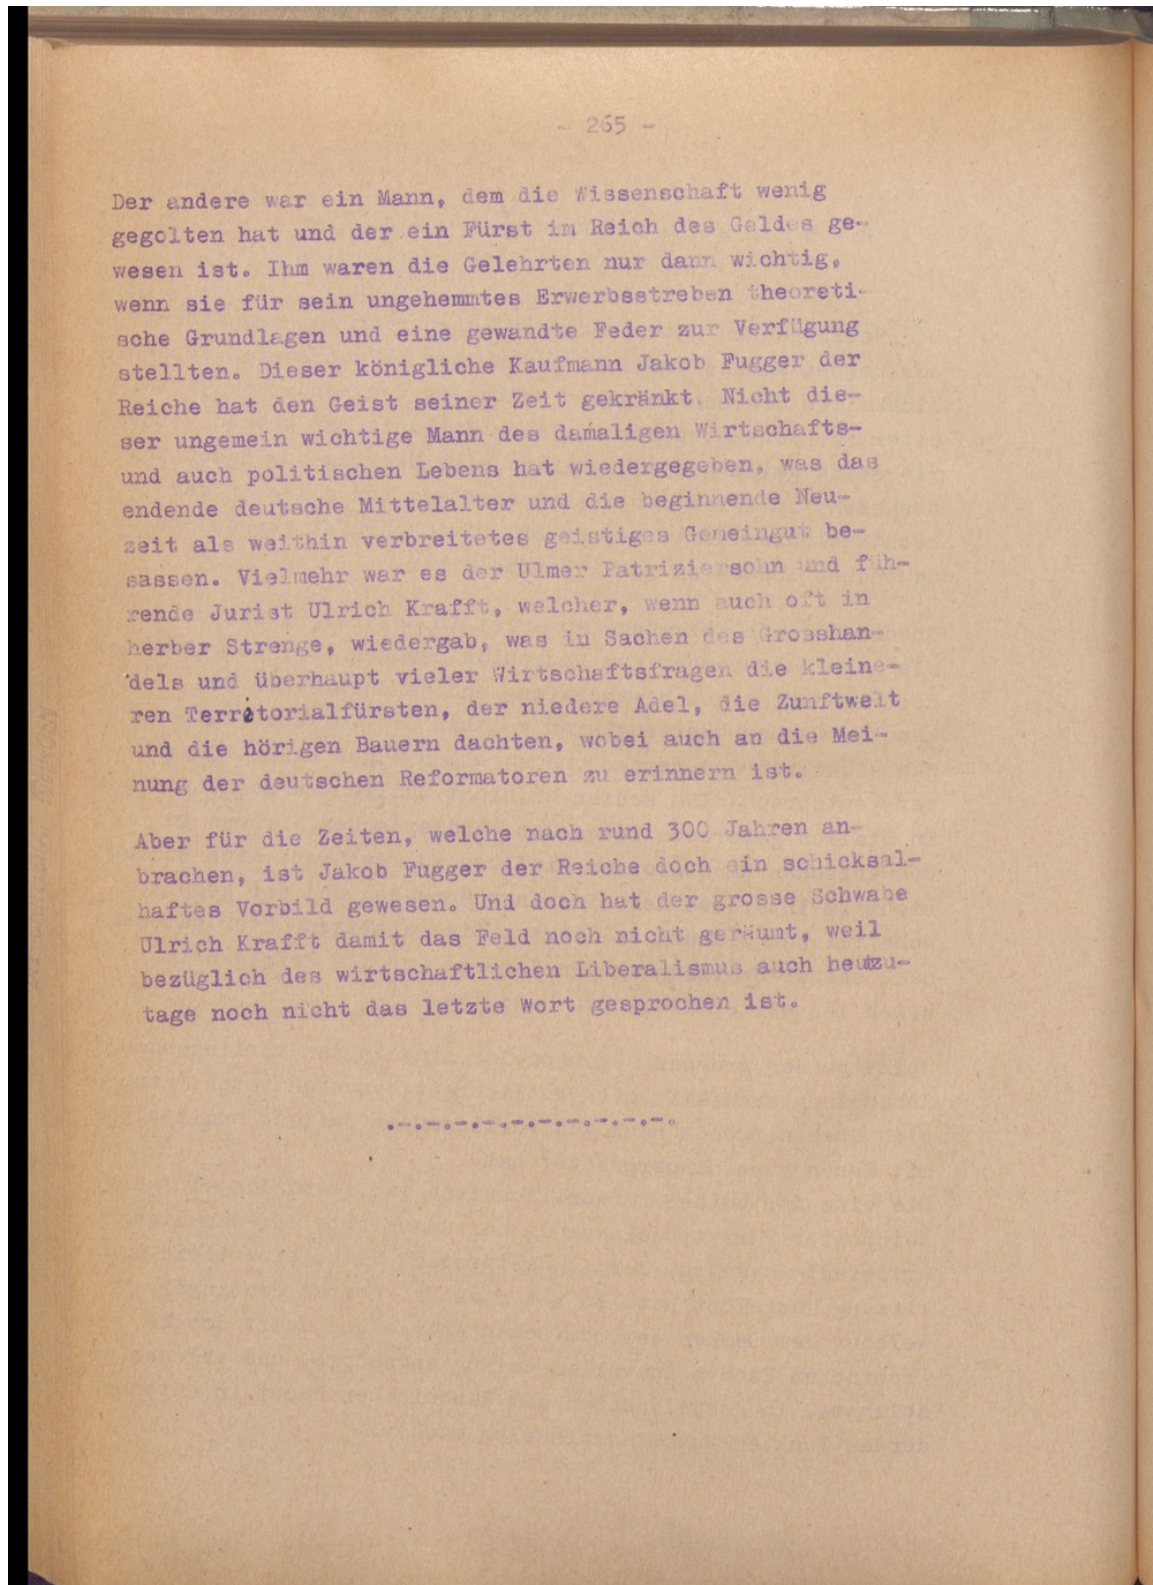 - 265 -
Der andere war ein Mann, dem die Wissenschaft wenig
gegolten hat und der ein Fürst im Reich des Geldes ge-
wesen ist. Ihm waren die Gelehrten nur dann wichtig,
wenn sie für sein ungehemmtes Erwerbsstreben theoreti-
sche Grundlagen und eine gewandte Feder zur Verfügung
stellten. Dieser königliche Kaufmann Jakob Fugger der
Reiche hat den Geist seiner Zeit gekränkt. Nicht die-
ser ungemein wichtige Mann des damaligen Wirtschafts-
und auch politischen Lebens hat wiedergegeben, was das
endende deutsche Mittelalter und die beginnende Neu-
zeit als weithin verbreitetes geistiges Gemeingut be-
sassen. Vielmehr war es der Ulmer Patriziersohn und füh-
rende Jurist Ulrich Krafft, welcher, wenn auch oft in
herber Strenge, wiedergab, was in Sachen des Grosshan-
dels und überhaupt vieler Wirtschaftsfragen die kleine-
ren Territorialfürsten, der niedere Adel, die Zunftwelt
und die hörigen Bauern dachten, wobei auch an die Mei-
nung der deutschen Reformatoren zu erinnern ist.
Aber für die Zeiten, welche nach rund 300 Jahren an-
brachen, ist Jakob Fugger der Reiche doch ein schicksal-
haftes Vorbild gewesen. Und doch hat der grosse Schwabe
Ulrich Krafft damit das Feld noch nicht geräumt, weil
bezüglich des wirtschaftlichen Liberalismus auch heutzu-
tage noch nicht das letzte Wort gesprochen ist.
.-.-.-.-.-.-.-.-.-.-.